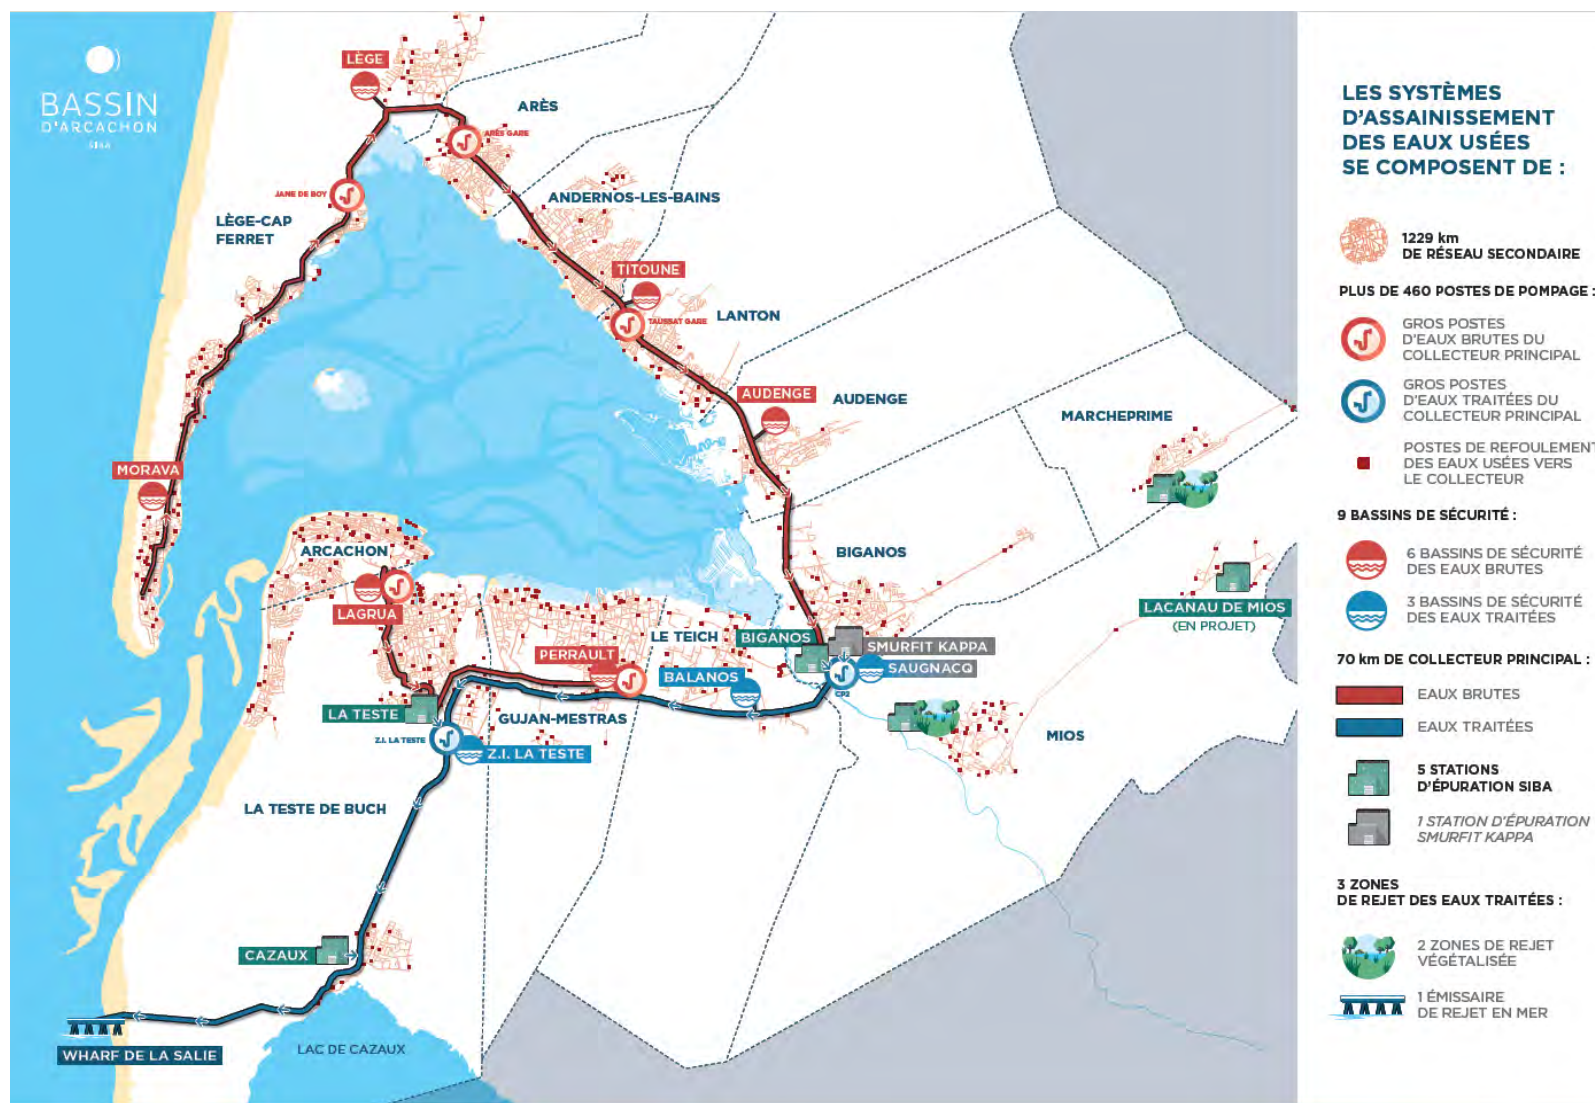 BASSIN
D'ARCACHON
SIBA
LÈGE
ARÈS
ARÈS GARE
JANE DE BOY
LÈGE-CAP
FERRET
ANDERNOS-LES-BAINS
TITOUNE
TAUSSAT GARE
LANTON
AUDENGE
AUDENGE
MARCHEPRIME
MORAVA
ARCACHON
BIGANOS
LAGRUA
LACANAU DE MIOS
(EN PROJET)
LE TEICH
BIGANOS
SMURFIT KAPPA
PERRAULT
BALANOS
SAUGNACQ
CP2
LA TESTE
GUJAN-MESTRAS
Z.I. LA TESTE
Z.I. LA TESTE
MIOS
LA TESTE DE BUCH
CAZAUX
WHARF DE LA SALIE
LAC DE CAZAUX
LES SYSTÈMES
D'ASSAINISSEMENT
DES EAUX USÉES
SE COMPOSENT DE :
1229 km
DE RÉSEAU SECONDAIRE
PLUS DE 460 POSTES DE POMPAGE :
GROS POSTES
D'EAUX BRUTES DU
COLLECTEUR PRINCIPAL
GROS POSTES
D'EAUX TRAITÉES DU
COLLECTEUR PRINCIPAL
POSTES DE REFOULEMENT
DES EAUX USÉES VERS
LE COLLECTEUR
9 BASSINS DE SÉCURITÉ :
6 BASSINS DE SÉCURITÉ
DES EAUX BRUTES
3 BASSINS DE SÉCURITÉ
DES EAUX TRAITÉES
70 km DE COLLECTEUR PRINCIPAL :
EAUX BRUTES
EAUX TRAITÉES
5 STATIONS
D'ÉPURATION SIBA
1 STATION D'ÉPURATION
SMURFIT KAPPA
3 ZONES
DE REJET DES EAUX TRAITÉES :
2 ZONES DE REJET
VÉGÉTALISÉE
1 ÉMISSAIRE
DE REJET EN MER